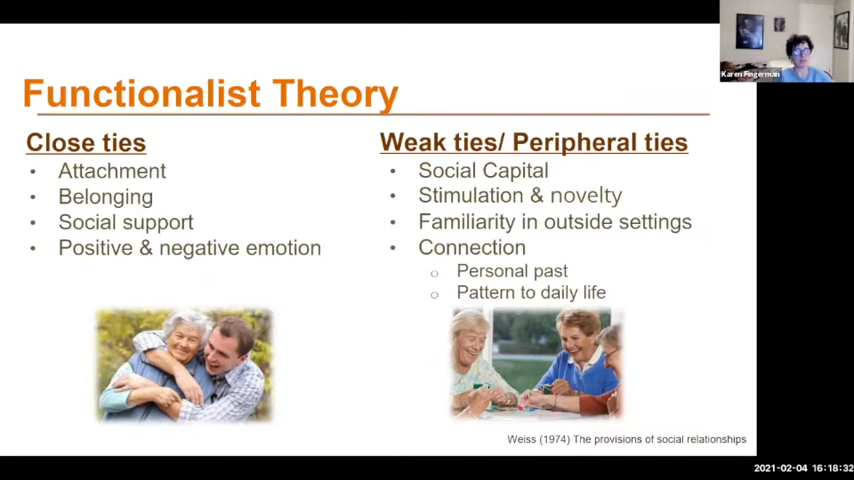 Karen Fingerman
Functionalist Theory
Close ties
• Attachment
• Belonging
• Social support
• Positive & negative emotion
Weak ties/ Peripheral ties
• Social Capital
• Stimulation & novelty
• Familiarity in outside settings
• Connection
o Personal past
o Pattern to daily life
Weiss (1974) The provisions of social relationships
2021-02-04 16:18:32